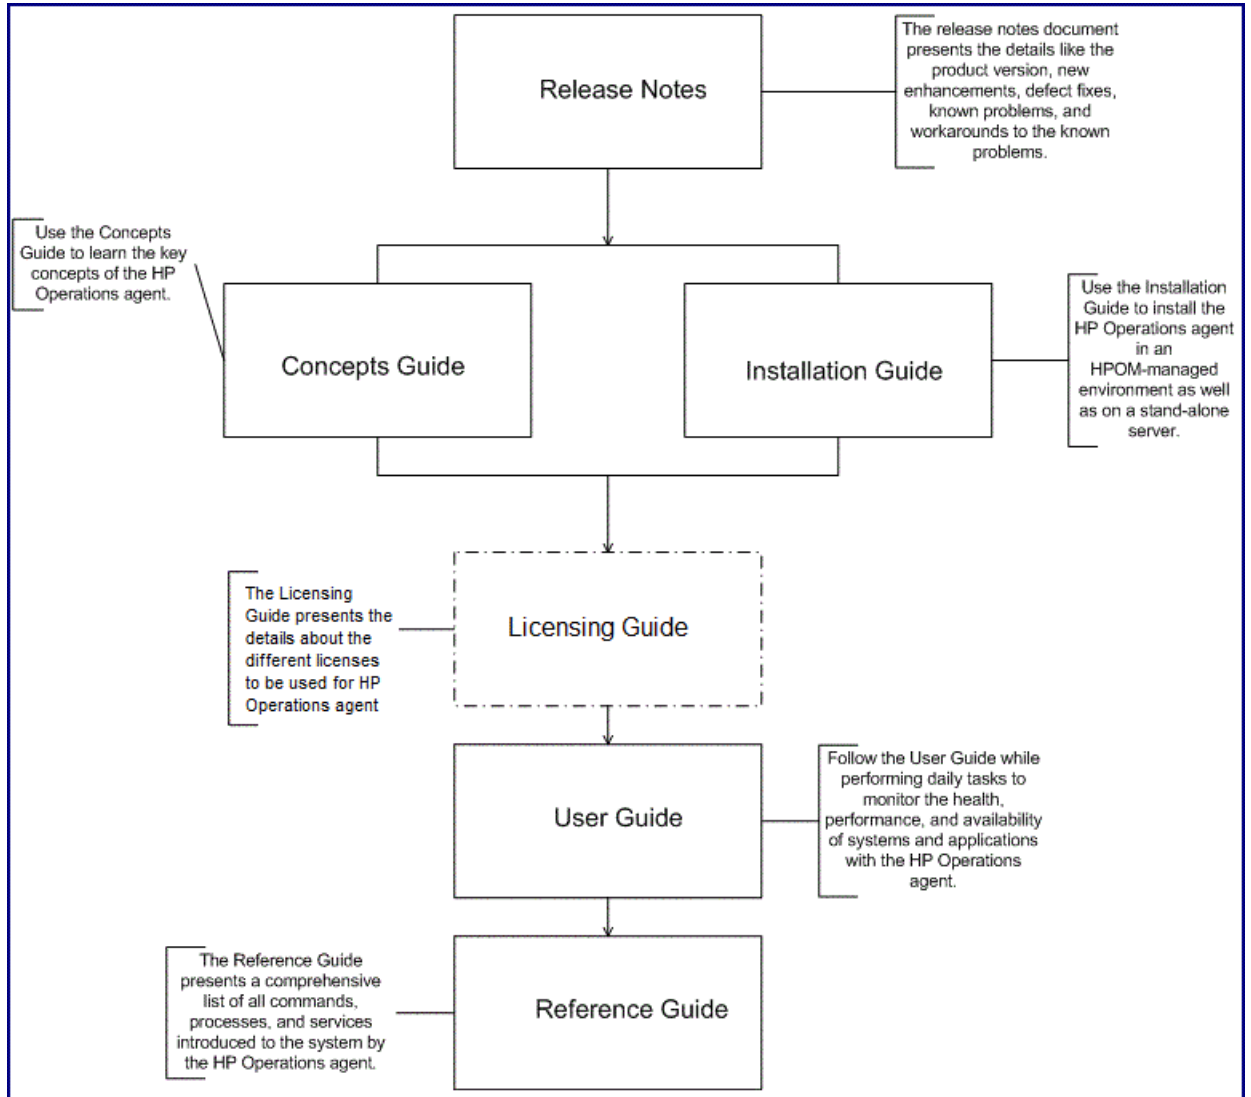 Release Notes
The release notes document
presents the details like the
product version, new
enhancements, defect fixes,
known problems, and
workarounds to the known
problems.
Use the Concepts
Guide to learn the key
concepts of the HP
Operations agent.
Concepts Guide
Installation Guide
Use the Installation
Guide to install the
HP Operations agent
in an
HPOM-managed
environment as well
as on a stand-alone
server.
The Licensing
Guide presents the
details about the
different licenses
to be used for HP
Operations agent
Licensing Guide
User Guide
Follow the User Guide while
performing daily tasks to
monitor the health,
performance, and availability
of systems and applications
with the HP Operations
agent.
The Reference Guide
presents a comprehensive
list of all commands,
processes, and services
introduced to the system by
the HP Operations agent.
Reference Guide